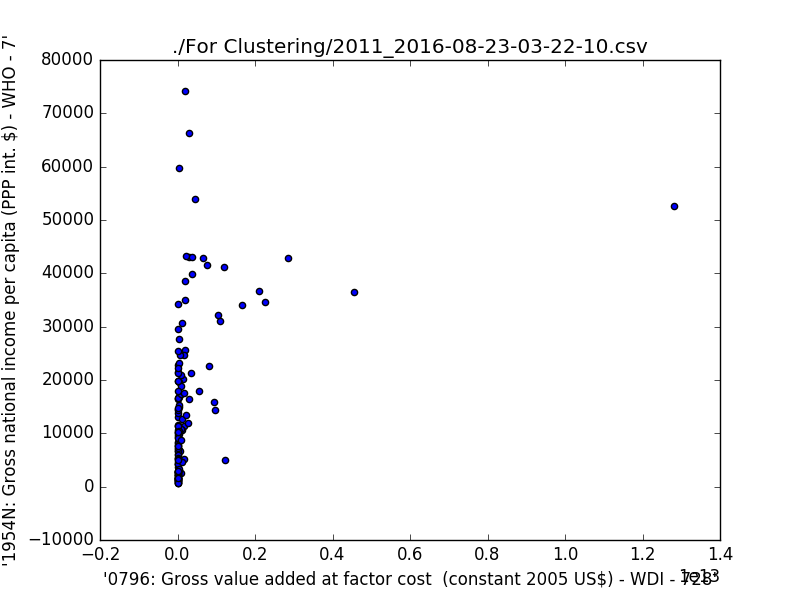 ./For Clustering/2011_2016-08-23-03-22-10.csv
'1954N: Gross national income per capita (PPP int. $) - WHO - 7'
80000
70000
60000
50000
40000
30000
20000
10000
0
−10000
−0.2 0.0 0.2 0.4 0.6 0.8 1.0 1.2 1.4
1e13
'0796: Gross value added at factor cost (constant 2005 US$) - WDI - 728'